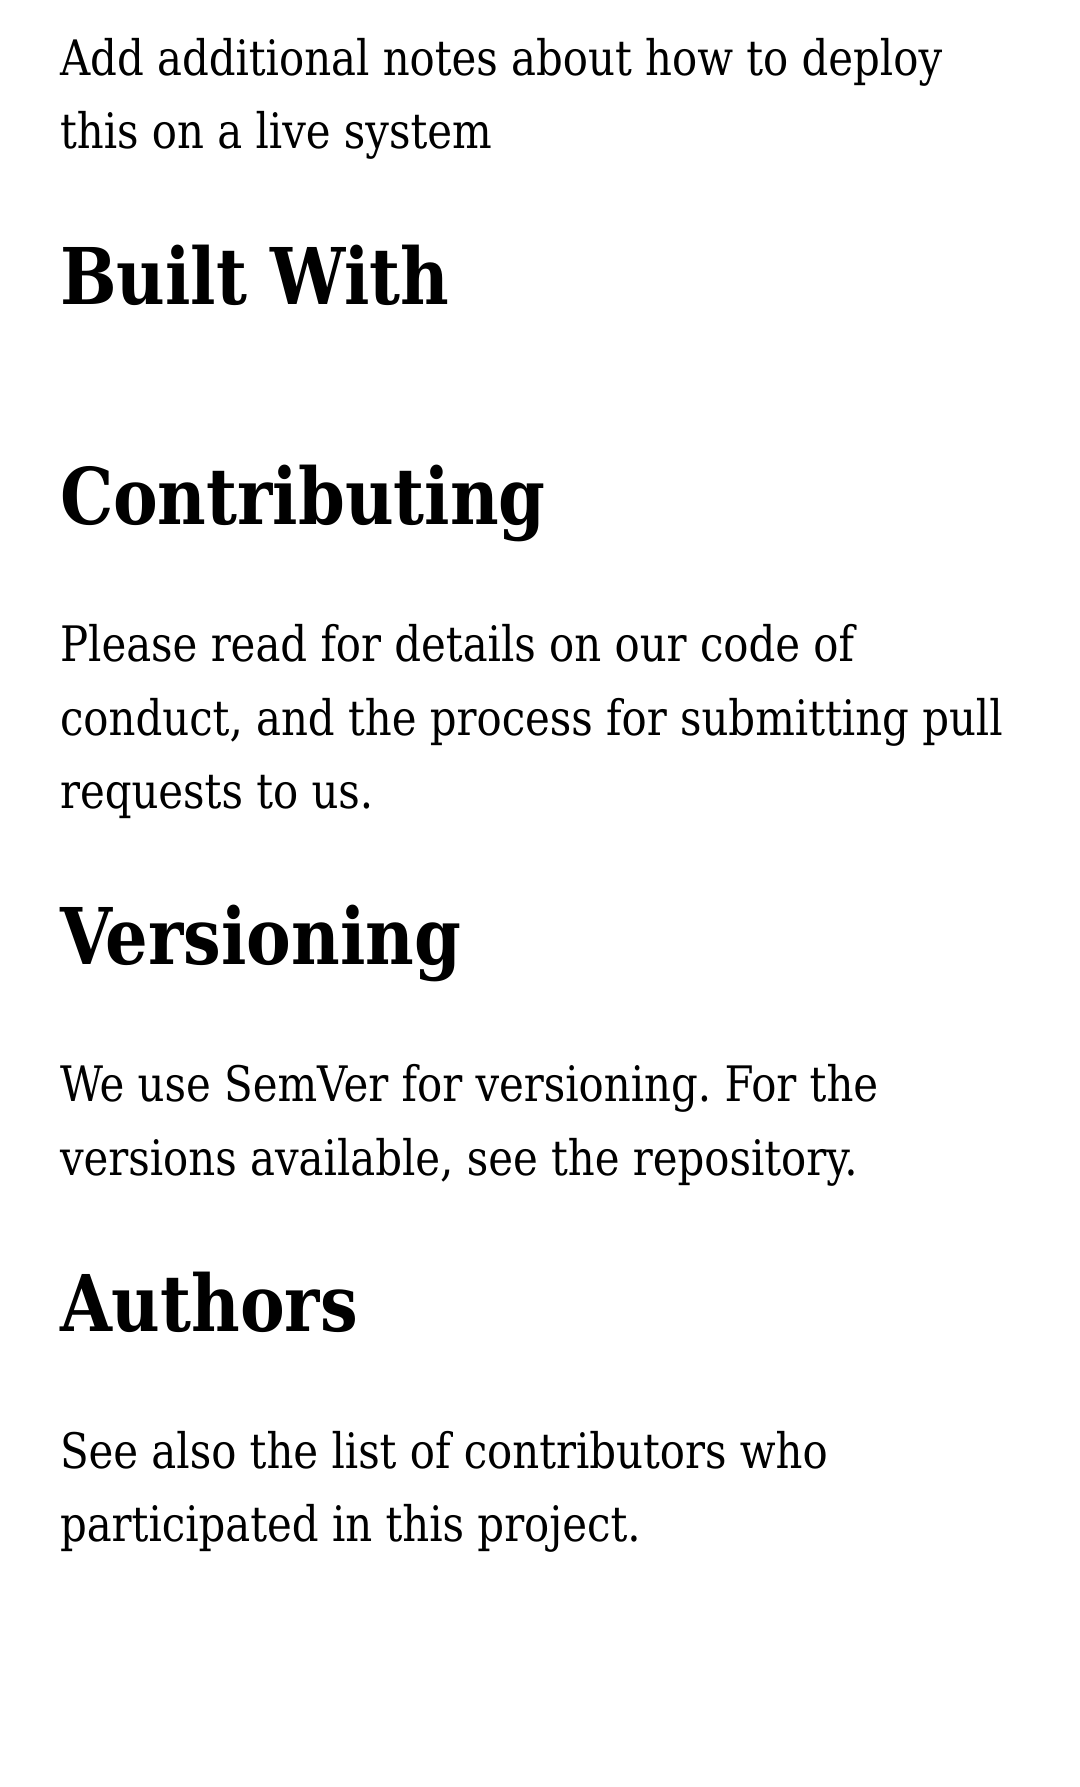 Add additional notes about how to deploy
this on a live system
Built With
Contributing
Please read for details on our code of
conduct, and the process for submitting pull
requests to us.
Versioning
We use SemVer for versioning. For the
versions available, see the repository.
Authors
See also the list of contributors who
participated in this project.